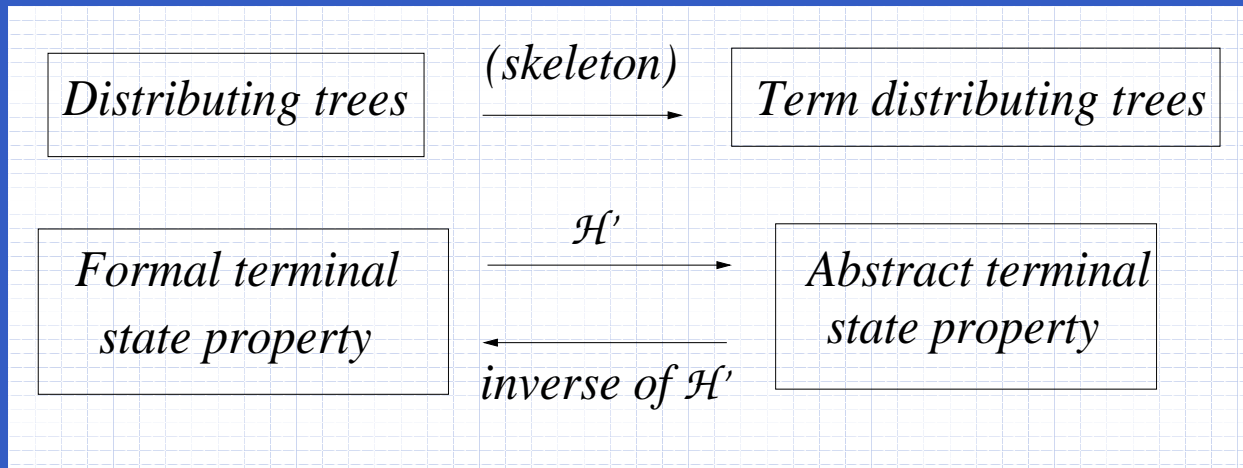 (skeleton)
Distributing trees
Term distributing trees
ℋ'
Formal terminal
state property
Abstract terminal
state property
inverse of ℋ'